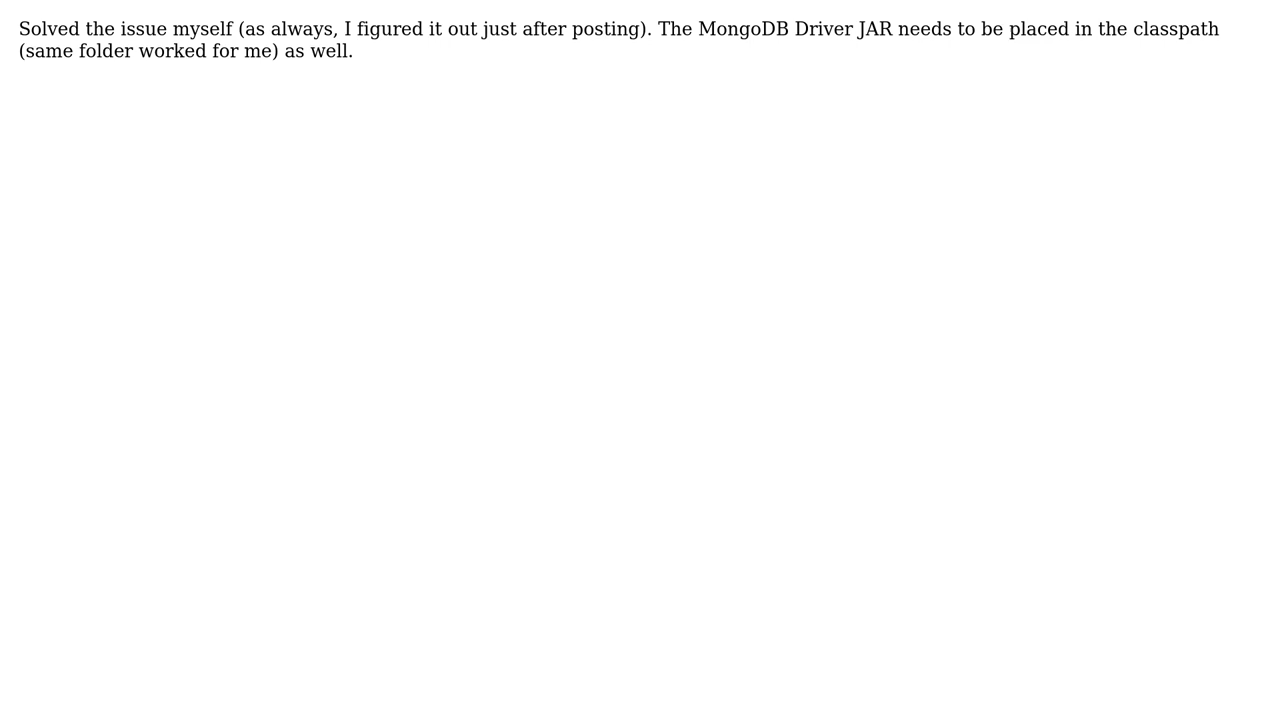 Solved the issue myself (as always, I figured it out just after posting). The MongoDB Driver JAR needs to be placed in the classpath
(same folder worked for me) as well.